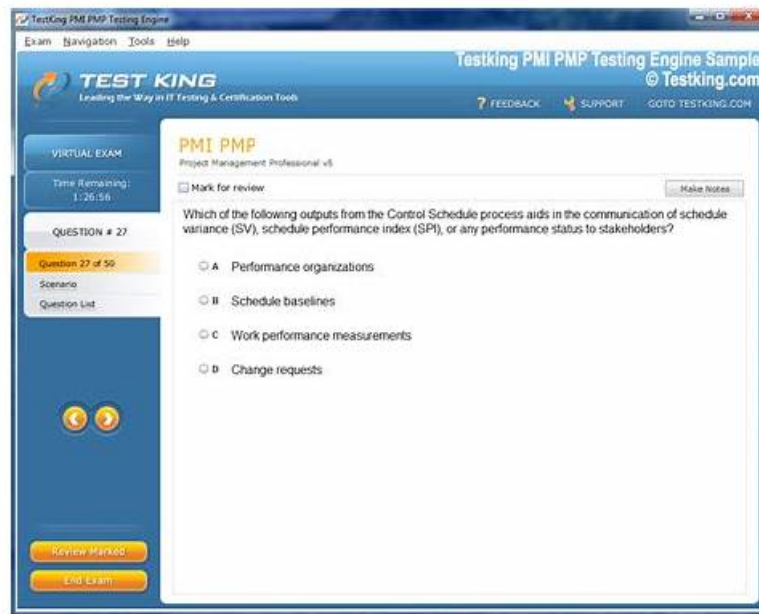 TestKing PMI PMP Testing Engine
Exam Navigation Tools Help
Testking PMI PMP Testing Engine Sample
© Testking.com
TEST KING
Leading the Way in IT Testing & Certification Tools
? FEEDBACK SUPPORT GOTO TESTKING.COM
VIRTUAL EXAM
Time Remaining:
1:26:56
QUESTION # 27
Question 27 of 50
Scenario
Question List
Review Marked
End Exam
PMI PMP
Project Management Professional v5
Mark for review
Make Notes
Which of the following outputs from the Control Schedule process aids in the communication of schedule
variance (SV), schedule performance index (SPI), or any performance status to stakeholders?
A Performance organizations
B Schedule baselines
C Work performance measurements
D Change requests